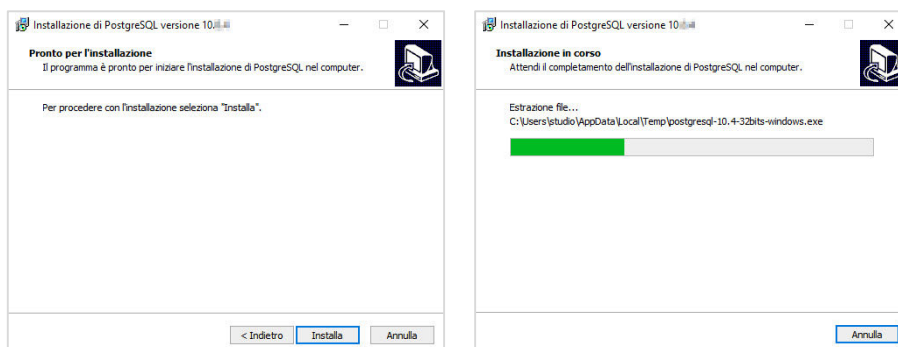 Installazione di PostgreSQL versione 10.
Pronto per l'installazione
Il programma è pronto per iniziare l'installazione di PostgreSQL nel computer.
Per procedere con l'installazione seleziona "Installa".
< Indietro
Installa
Annulla
Installazione di PostgreSQL versione 10
Installazione in corso
Attendi il completamento dell'installazione di PostgreSQL nel computer.
Estrazione file...
C:\Users\studio\AppData\Local\Temp\postgresql-10.4-32bits-windows.exe
Annulla